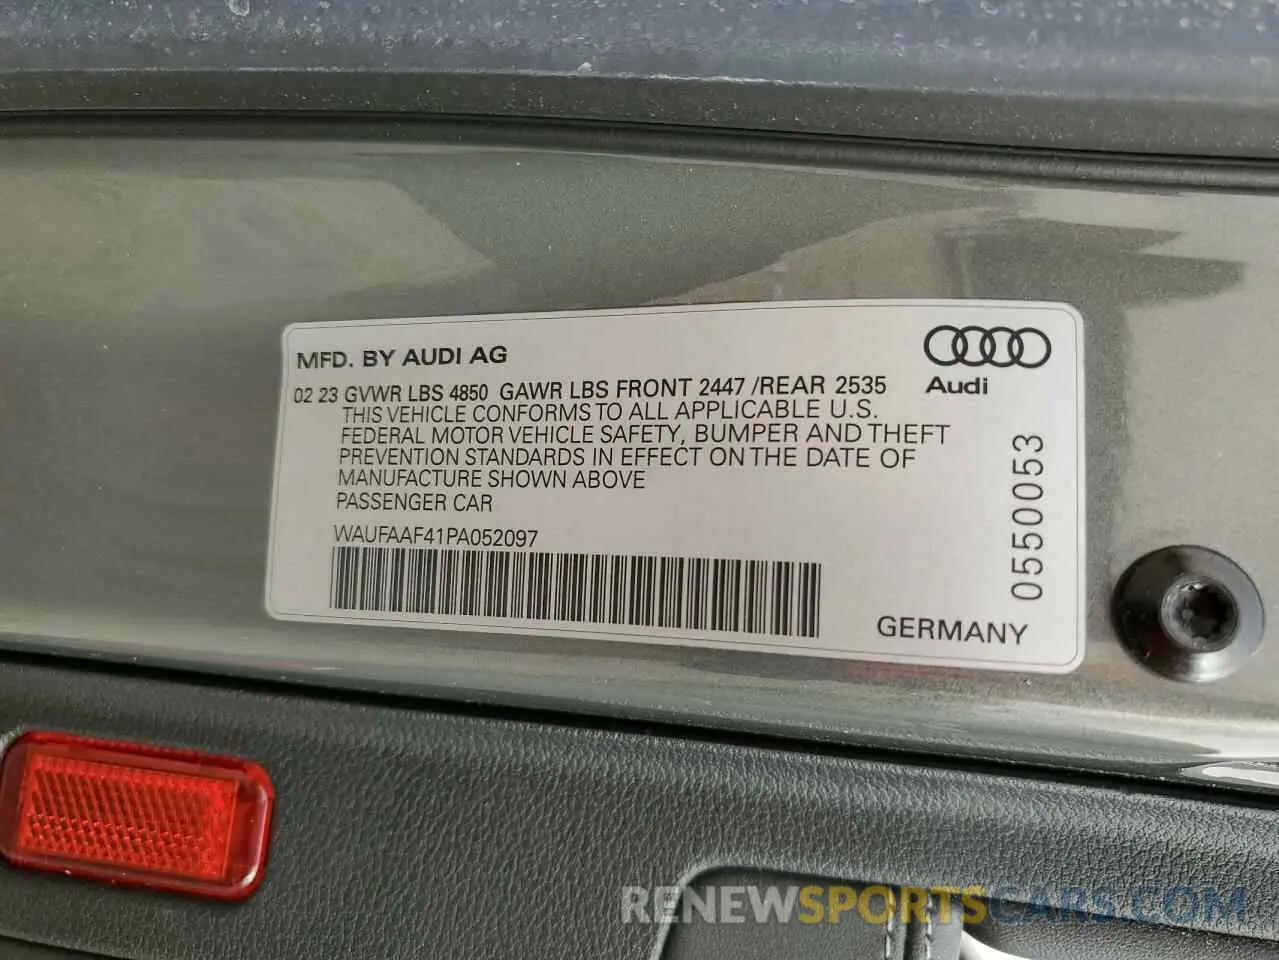 MFD. BY AUDI AG
Audi
02 23 GVWR LBS 4850 GAWR LBS FRONT 2447 /REAR 2535
THIS VEHICLE CONFORMS TO ALL APPLICABLE U.S.
FEDERAL MOTOR VEHICLE SAFETY, BUMPER AND THEFT
PREVENTION STANDARDS IN EFFECT ON THE DATE OF
MANUFACTURE SHOWN ABOVE
PASSENGER CAR
WAUFAAF41PA052097
0550053
GERMANY
RENEWSPORTSCARS.COM